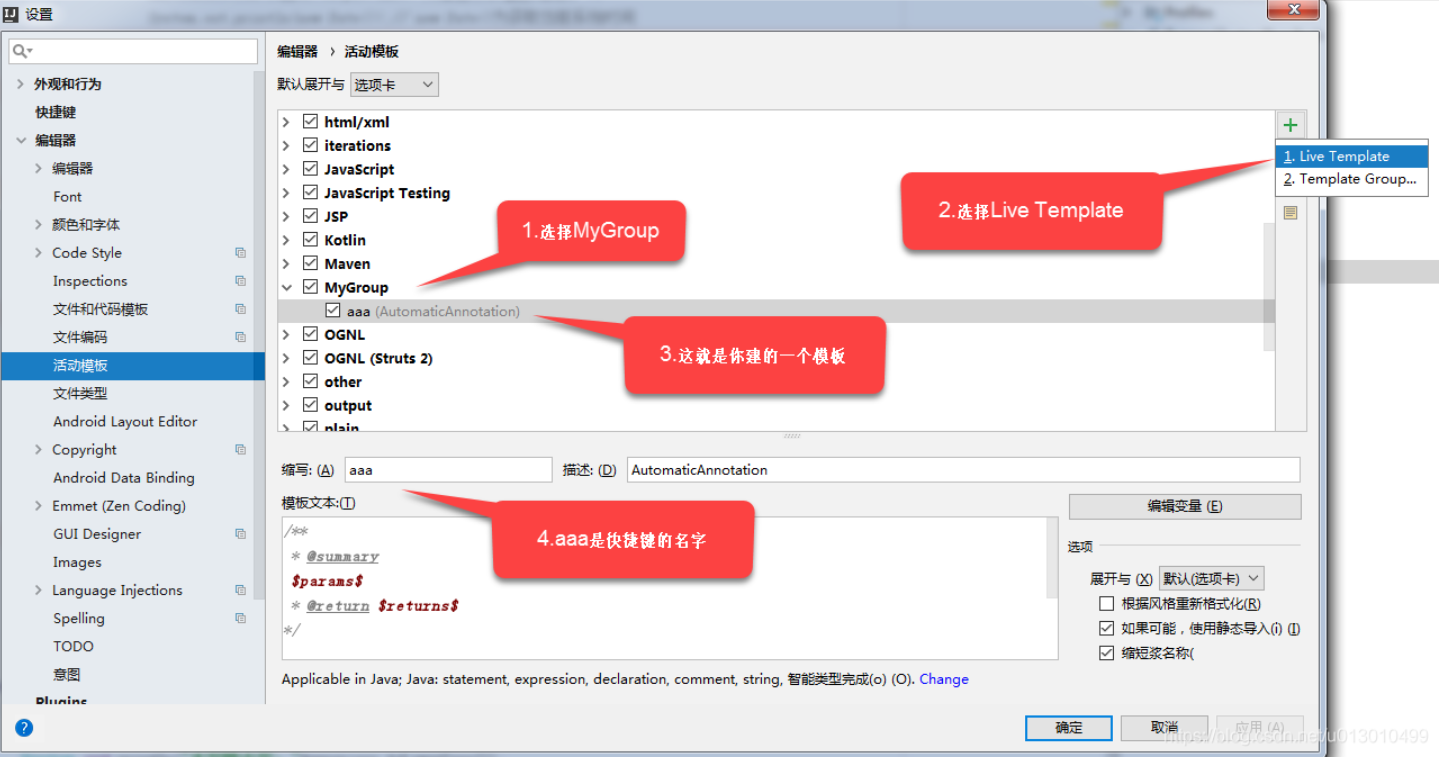 设置
编辑器 › 活动模板
默认展开与 选项卡
外观和行为
快捷键
编辑器
编辑器
Font
颜色和字体
Code Style
Inspections
文件和代码模板
文件编码
活动模板
文件类型
Android Layout Editor
Copyright
Android Data Binding
Emmet (Zen Coding)
GUI Designer
Images
Language Injections
Spelling
TODO
意图
Plugins
html/xml
iterations
JavaScript
JavaScript Testing
JSP
Kotlin
Maven
MyGroup
aaa (AutomaticAnnotation)
OGNL
OGNL (Struts 2)
other
output
plain
1. Live Template
2. Template Group...
1.选择MyGroup
2.选择Live Template
3.这就是你建的一个模板
4.aaa是快捷键的名字
缩写: (A) aaa 描述: (D) AutomaticAnnotation
模板文本:(T)
/**
* @summary
$params$
* @return $returns$
*/
编辑变量 (E)
选项
展开与 (X) 默认(选项卡)
根据风格重新格式化(R)
如果可能，使用静态导入(i) (I)
缩短浆名称(
Applicable in Java; Java: statement, expression, declaration, comment, string, 智能类型完成(o) (O). Change
?
确定 取消 应用 (A)
https://blog.csdn.net/u013010499